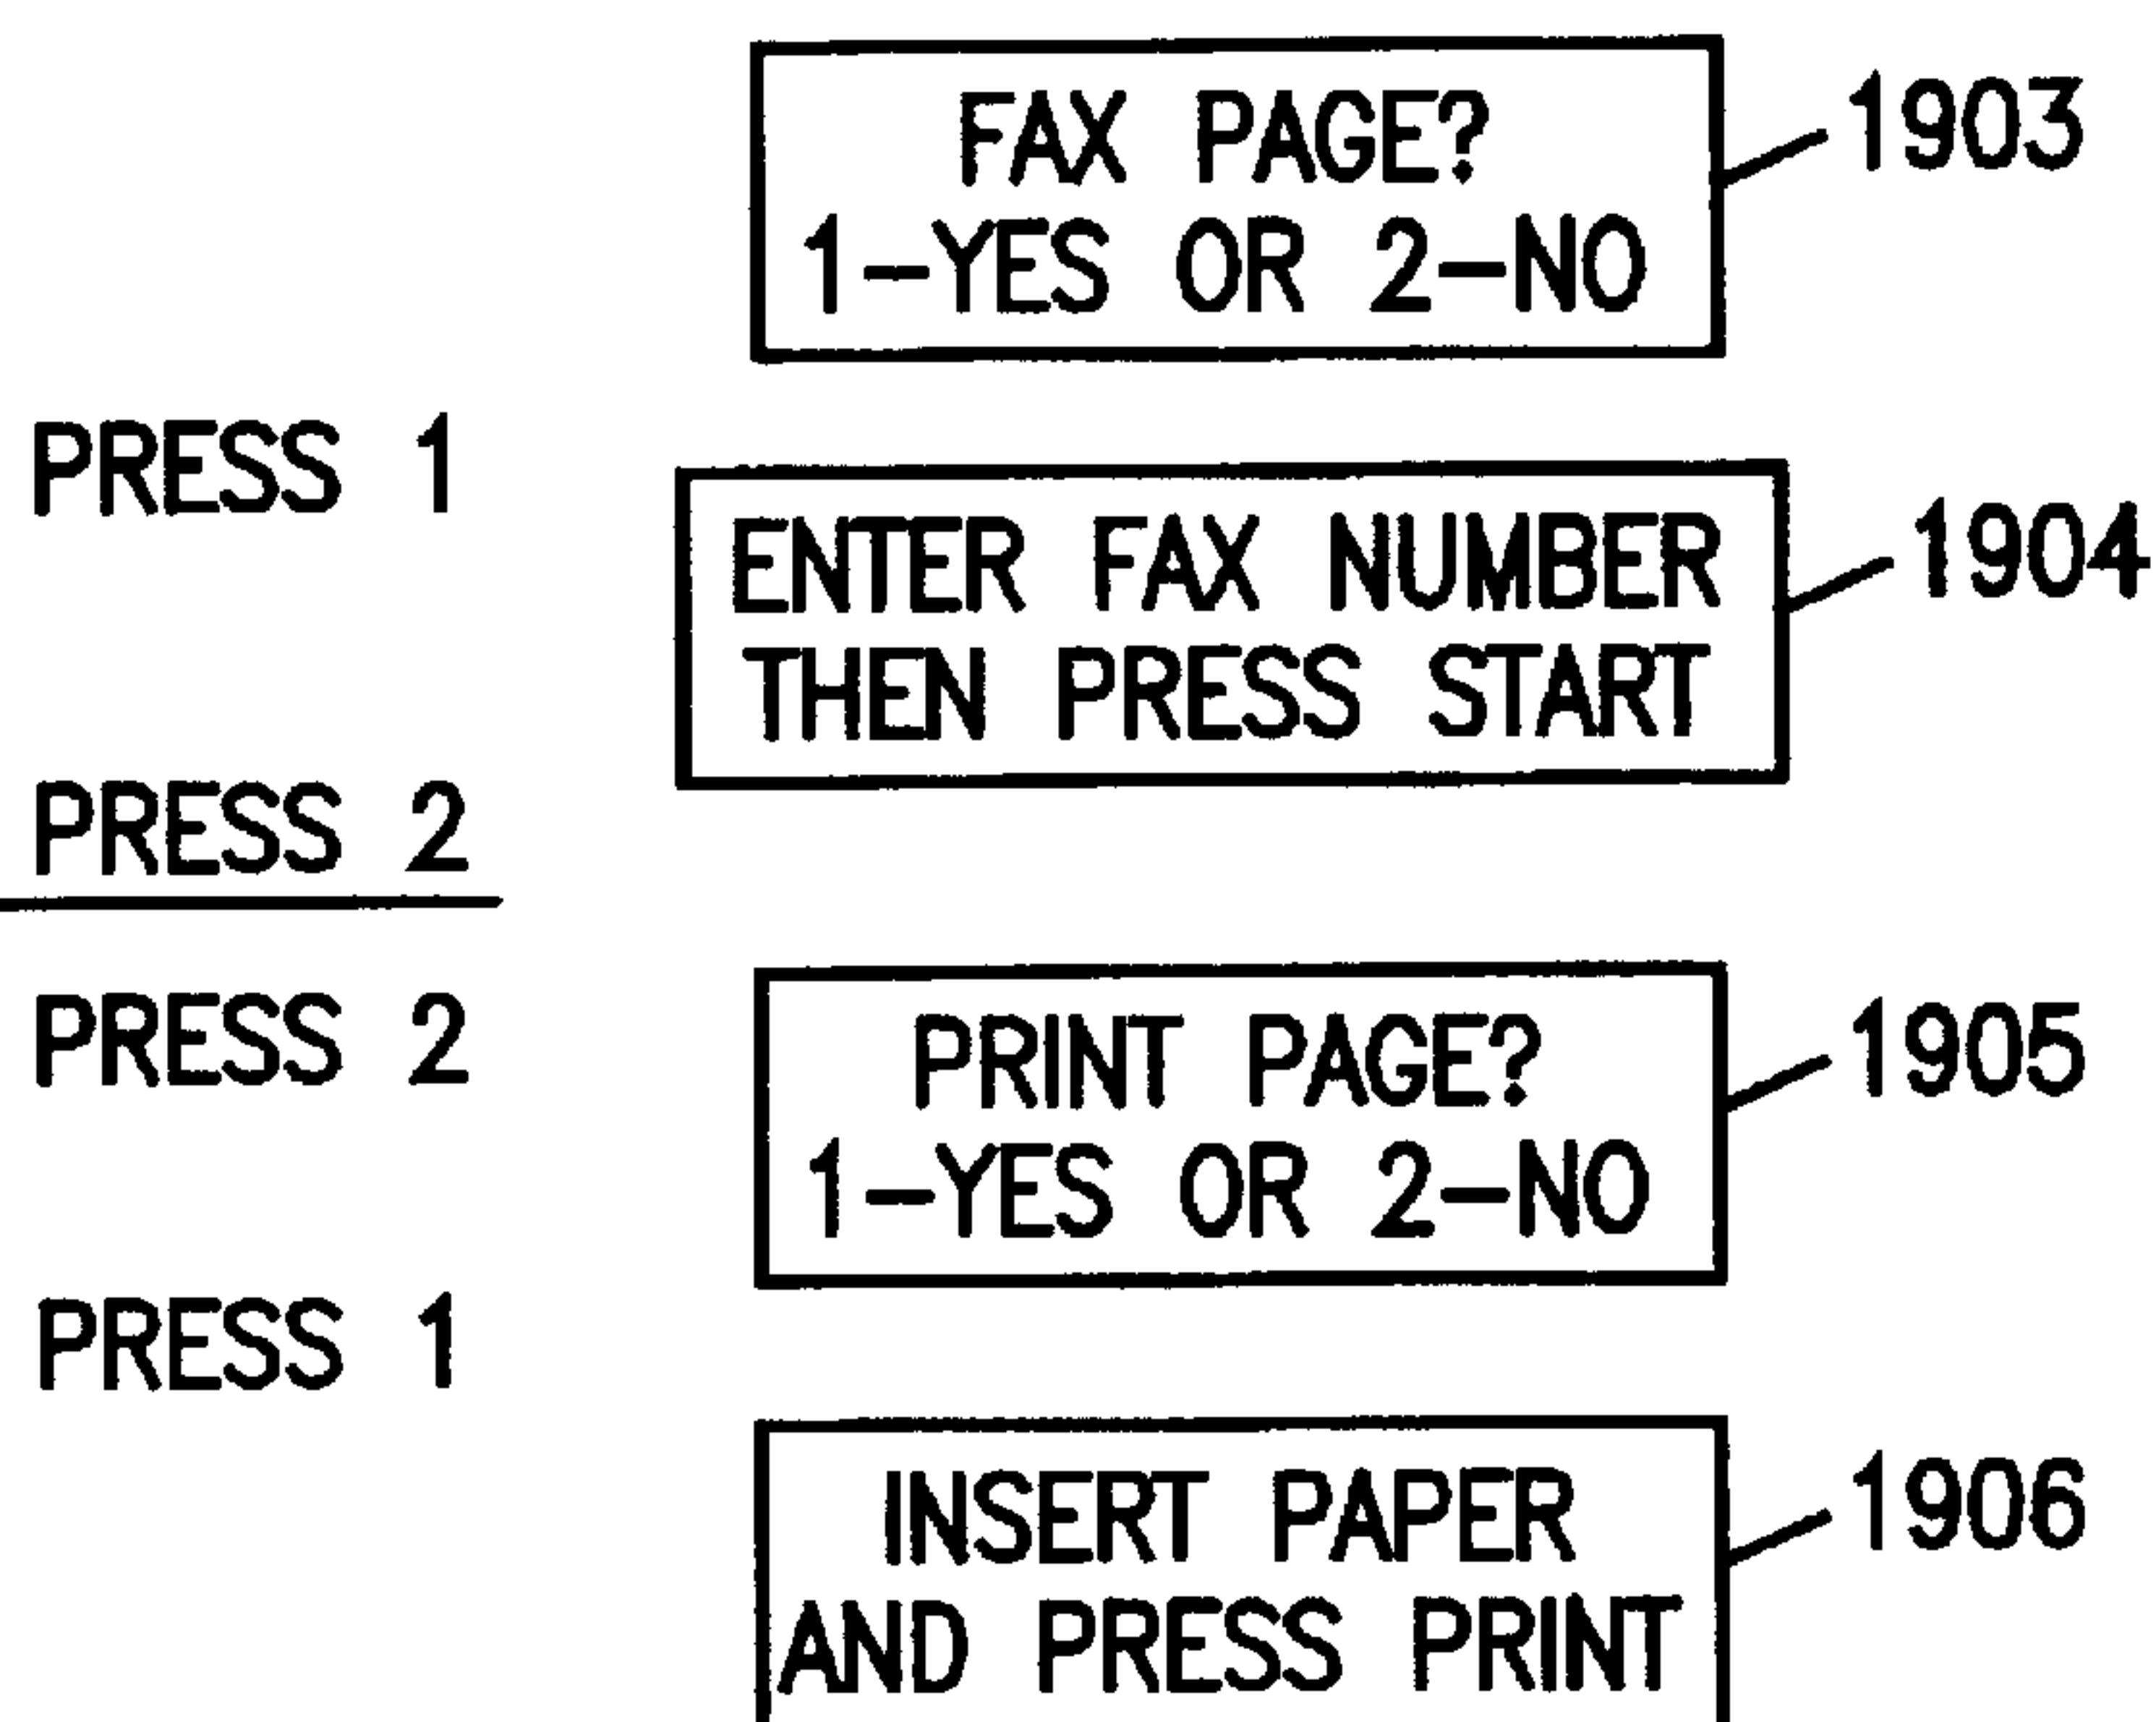 FAX PAGE?
1903
1-YES OR 2-NO
PRESS 1
ENTER FAX NUMBER
1904
THEN PRESS START
PRESS 2
PRESS 2
PRINT PAGE?
1905
1-YES OR 2-NO
PRESS 1
INSERT PAPER
1906
AND PRESS PRINT